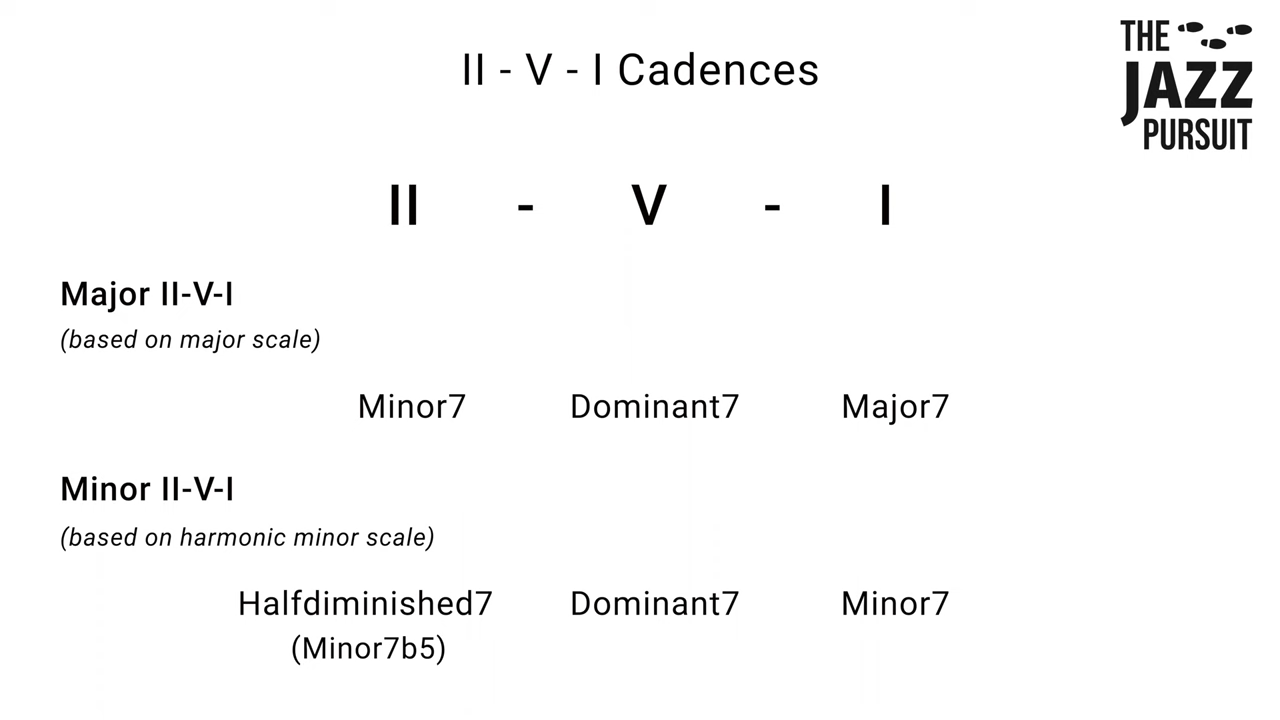 THE
JAZZ
PURSUIT
II - V - I Cadences
II - V - I
Major II-V-I
(based on major scale)
Minor7 Dominant7 Major7
Minor II-V-I
(based on harmonic minor scale)
Halfdiminished7 Dominant7 Minor7
(Minor7b5)